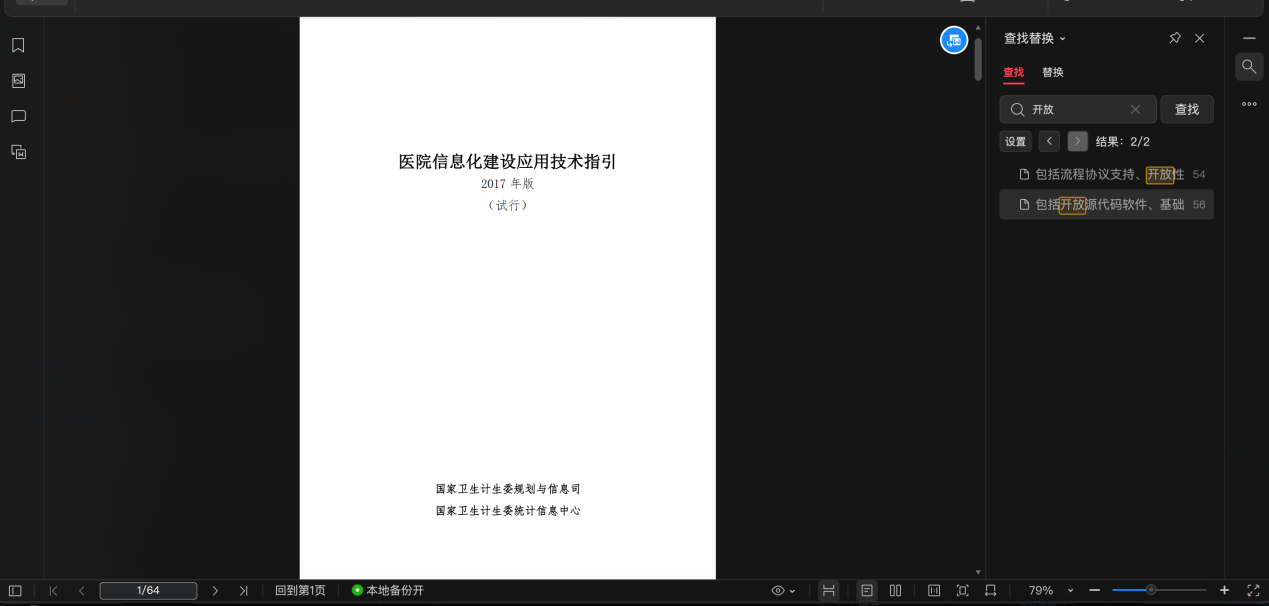 医院信息化建设应用技术指引
2017 年版
（试行）
国家卫生计生委规划与信息司
国家卫生计生委统计信息中心
查找替换
查找 替换
开放 查找
设置 结果：2/2
包括流程协议支持、开放性 54
包括开放源代码软件、基础 56
1/64 回到第1页 本地备份开 79%